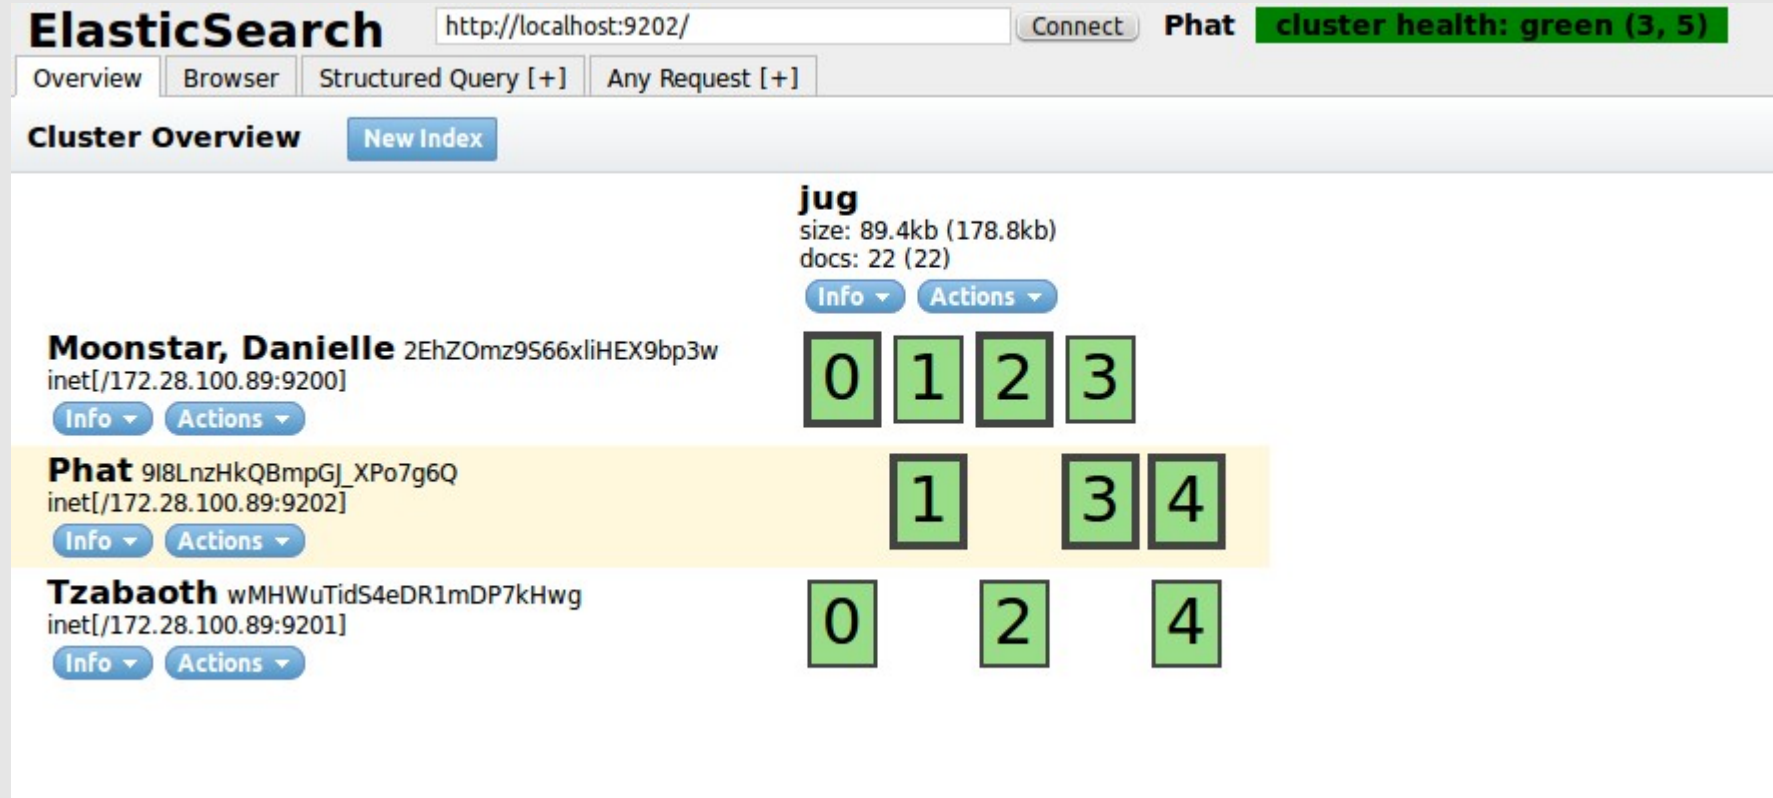 ElasticSearch http://localhost:9202/ Connect Phat cluster health: green (3, 5)
Overview Browser Structured Query [+] Any Request [+]
Cluster Overview New Index
jug
size: 89.4kb (178.8kb)
docs: 22 (22)
Info Actions
Moonstar, Danielle 2EhZOmz9S66xliHEX9bp3w
inet[/172.28.100.89:9200]
Info Actions
0 1 2 3
Phat 9I8LnzHkQBmpGJ_XPo7g6Q
inet[/172.28.100.89:9202]
Info Actions
1 3 4
Tzabaoth wMHWuTidS4eDR1mDP7kHwg
inet[/172.28.100.89:9201]
Info Actions
0 2 4